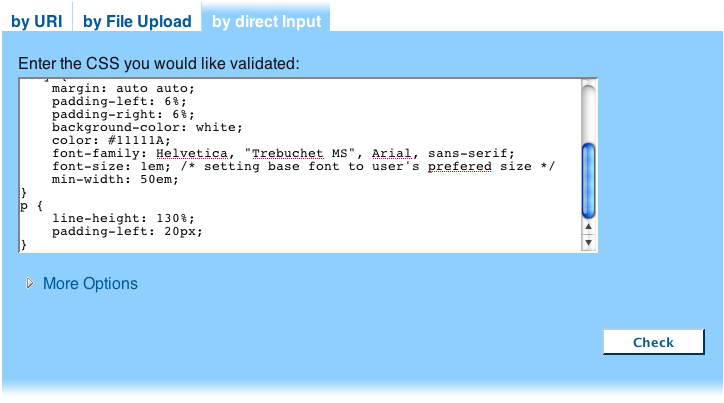 by URI by File Upload by direct Input
Enter the CSS you would like validated:
margin: auto auto;
padding-left: 6%;
padding-right: 6%;
background-color: white;
color: #11111A;
font-family: Helvetica, "Trebuchet MS", Arial, sans-serif;
font-size: 1em; /* setting base font to user's prefered size */
min-width: 50em;
}
p {
line-height: 130%;
padding-left: 20px;
}
More Options
Check